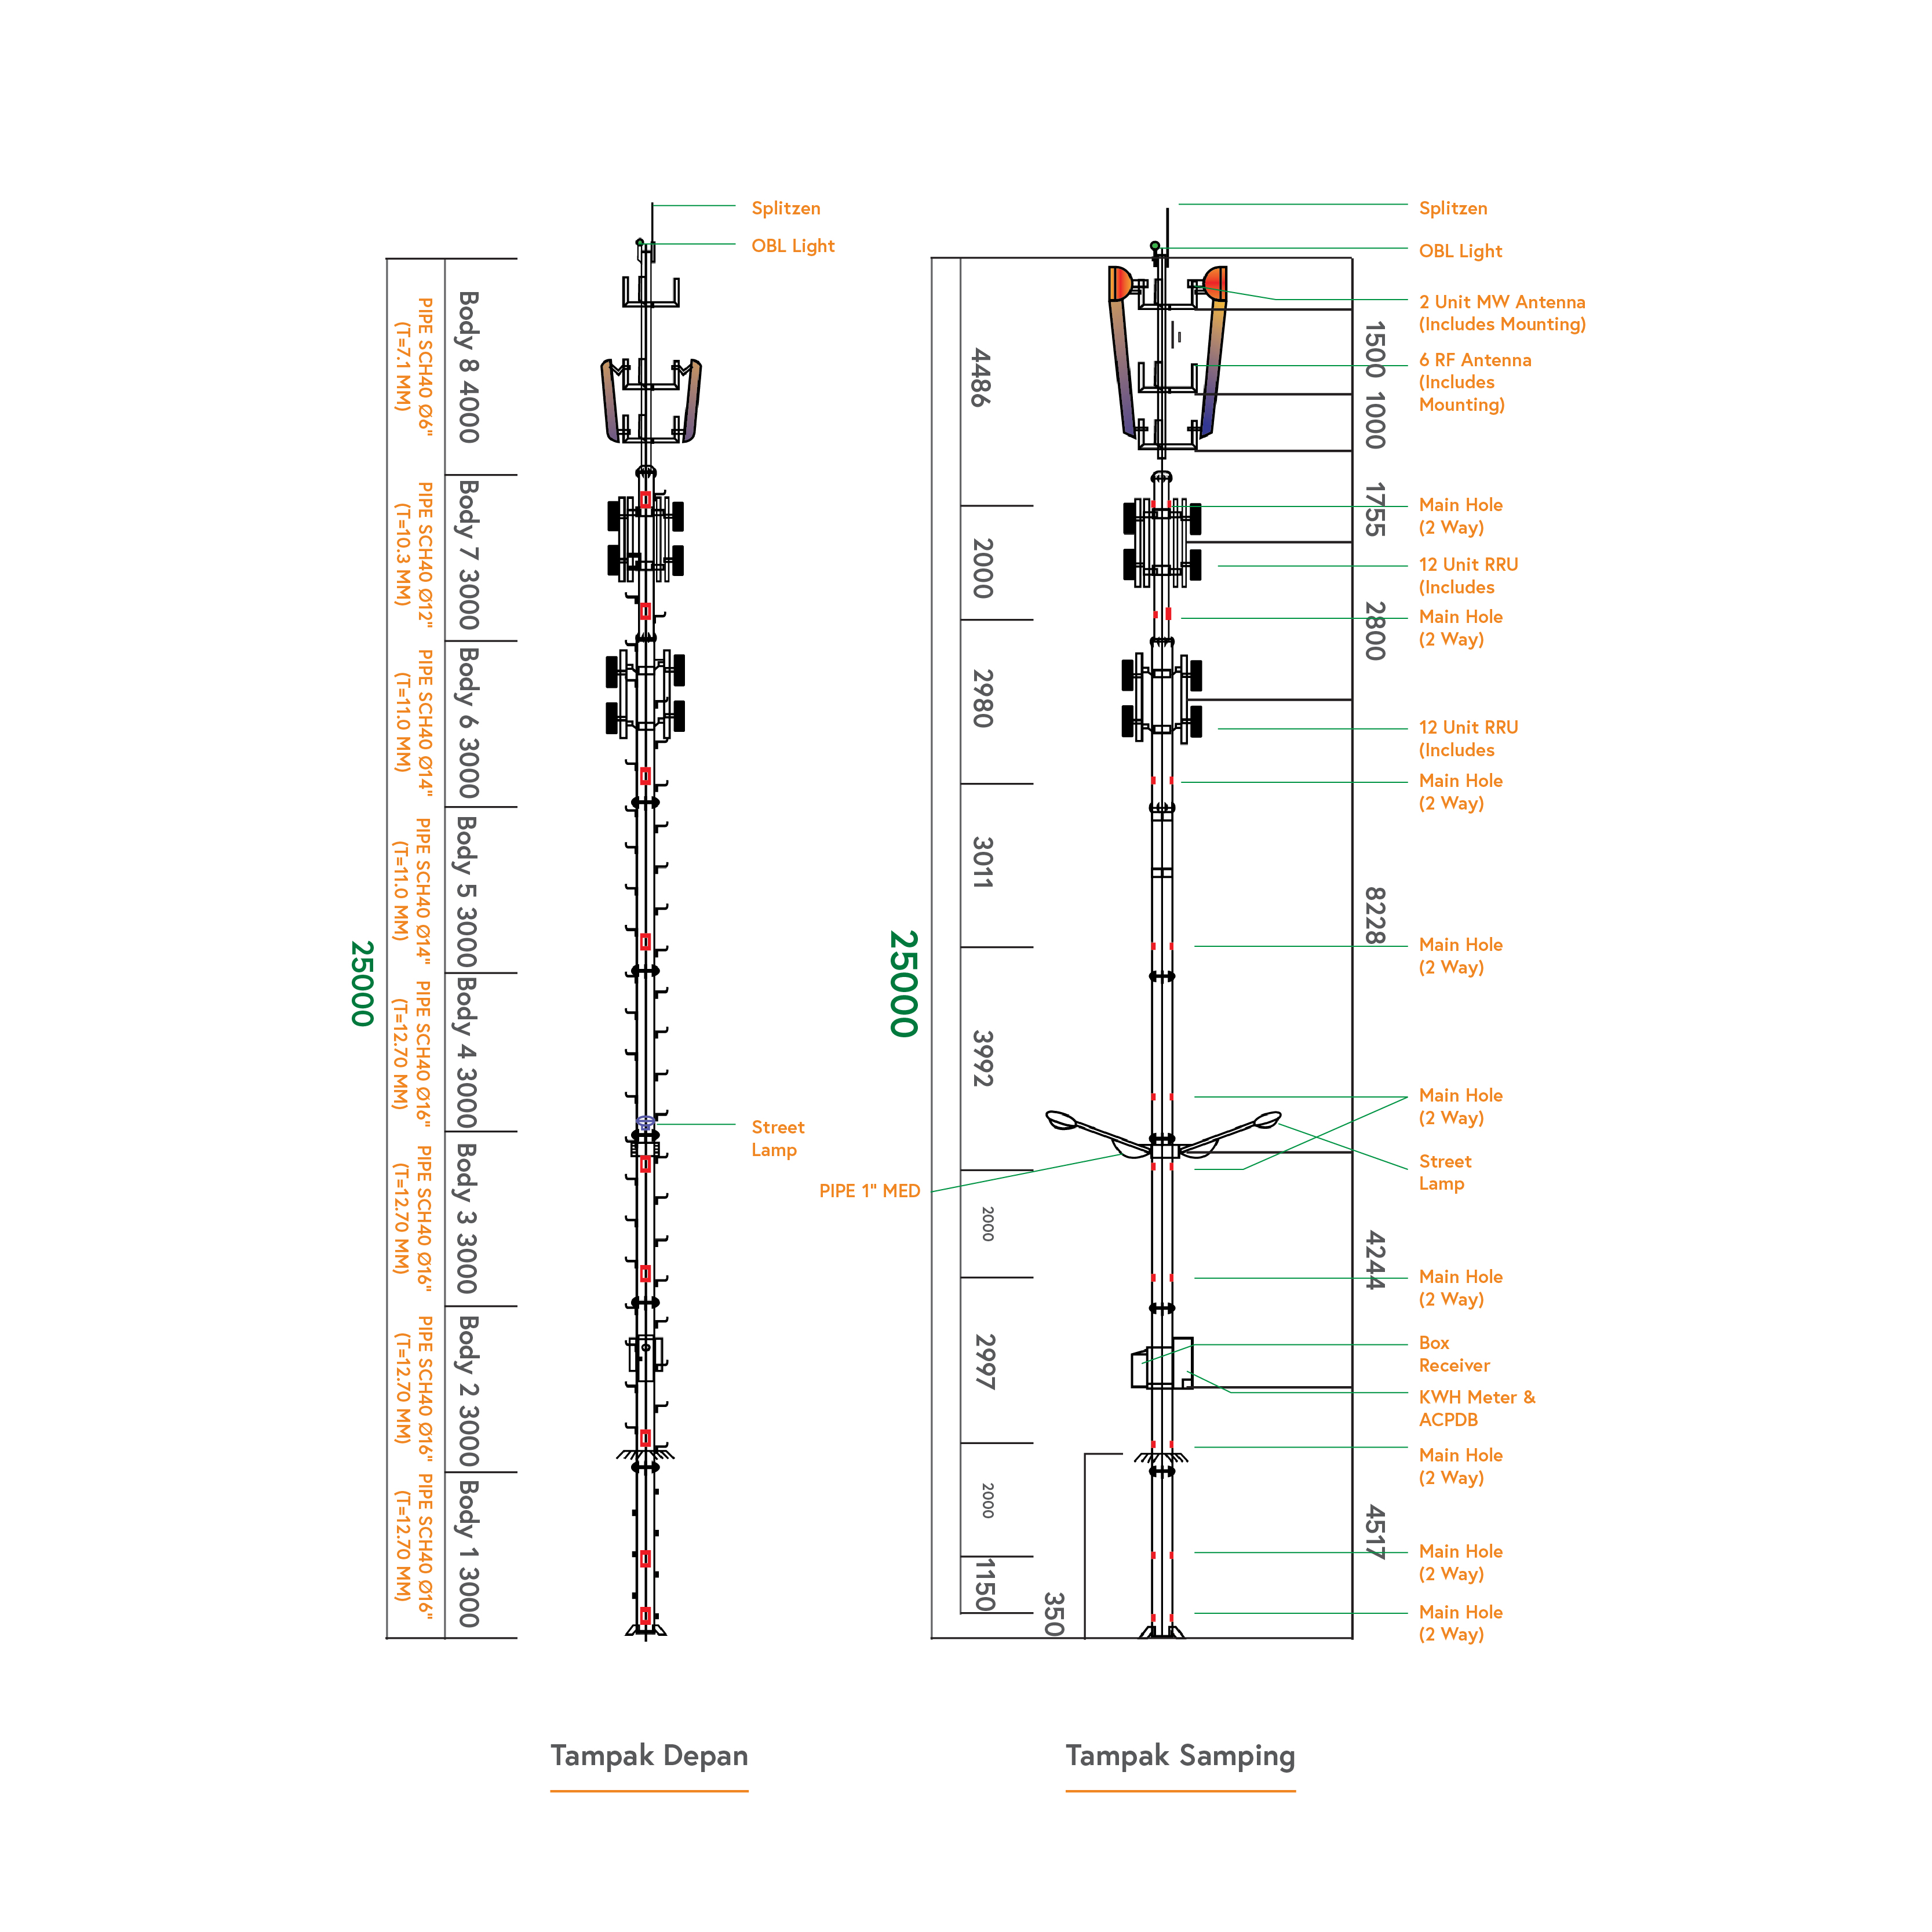 Splitzen
OBL Light
Body 8 4000
PIPE SCH40 Ø6"
(T=7.1 MM)
Body 7 3000
PIPE SCH40 Ø12"
(T=10.3 MM)
Body 6 3000
PIPE SCH40 Ø14"
(T=11.0 MM)
Body 5 3000
PIPE SCH40 Ø14"
(T=11.0 MM)
Body 4 3000
PIPE SCH40 Ø16"
(T=12.70 MM)
Body 3 3000
PIPE SCH40 Ø16"
(T=12.70 MM)
Body 2 3000
PIPE SCH40 Ø16"
(T=12.70 MM)
Body 1 3000
PIPE SCH40 Ø16"
(T=12.70 MM)
25000
Street
Lamp
Tampak Depan
25000
4486
2000
2980
3011
3992
2000
2997
2000
1150
350
PIPE 1" MED
1500
1000
1755
2800
8228
4244
4517
Splitzen
OBL Light
2 Unit MW Antenna
(Includes Mounting)
6 RF Antenna
(Includes
Mounting)
Main Hole
(2 Way)
12 Unit RRU
(Includes
Main Hole
(2 Way)
12 Unit RRU
(Includes
Main Hole
(2 Way)
Main Hole
(2 Way)
Main Hole
(2 Way)
Street
Lamp
Main Hole
(2 Way)
Box
Receiver
KWH Meter &
ACPDB
Main Hole
(2 Way)
Main Hole
(2 Way)
Main Hole
(2 Way)
Tampak Samping